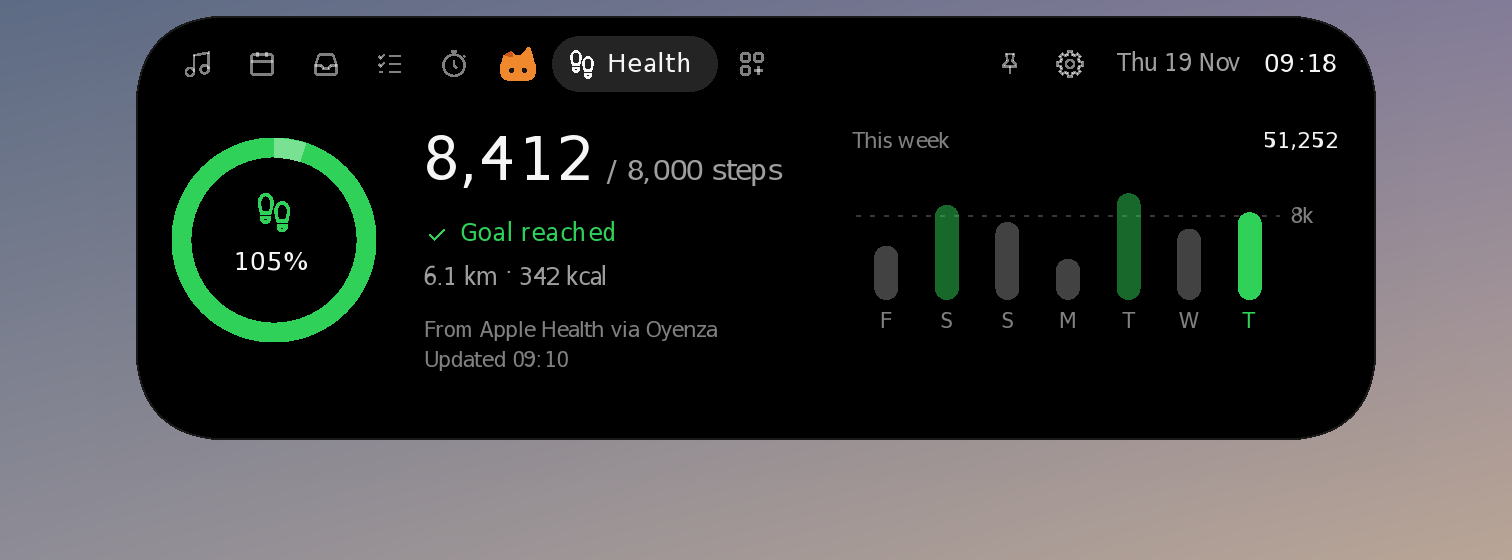 Health
Thu 19 Nov 09:18
8,412 / 8,000 steps
Goal reached
6.1 km · 342 kcal
From Apple Health via Oyenza
Updated 09:10
105%
This week 51,252
8k
F S S M T W T